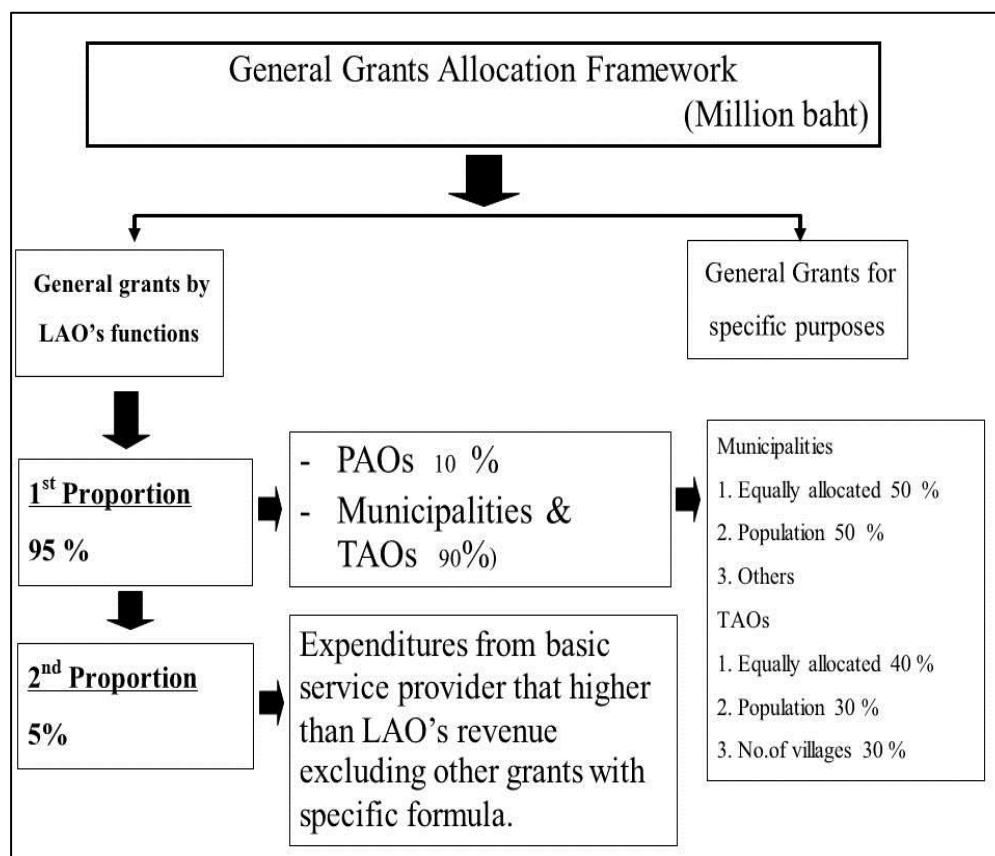 General Grants Allocation Framework
(Million baht)
General grants by
LAO’s functions
General Grants for
specific purposes
1st Proportion
95 %
- PAOs 10 %
- Municipalities &
TAOs 90%)
Municipalities
1. Equally allocated 50 %
2. Population 50 %
3. Others
TAOs
1. Equally allocated 40 %
2. Population 30 %
3. No.of villages 30 %
2nd Proportion
5%
Expenditures from basic
service provider that higher
than LAO’s revenue
excluding other grants with
specific formula.